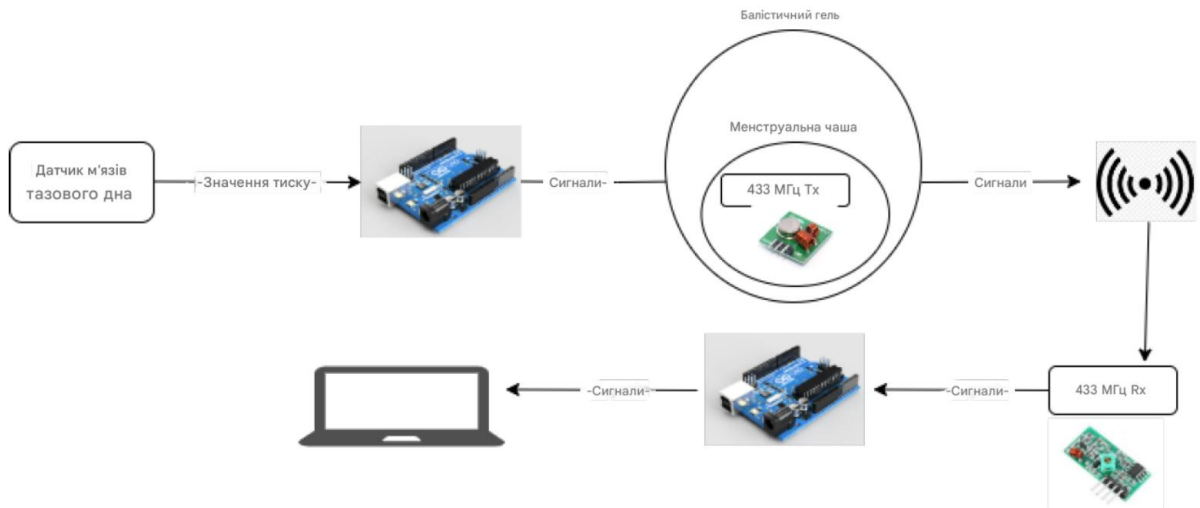 Балістичний гель
Менструальна чаша
Датчик м'язів
тазового дна
-Значення тиску-
Сигнали-
433 МГц Tx
Сигнали
-Сигнали-
-Сигнали-
433 МГц Rx